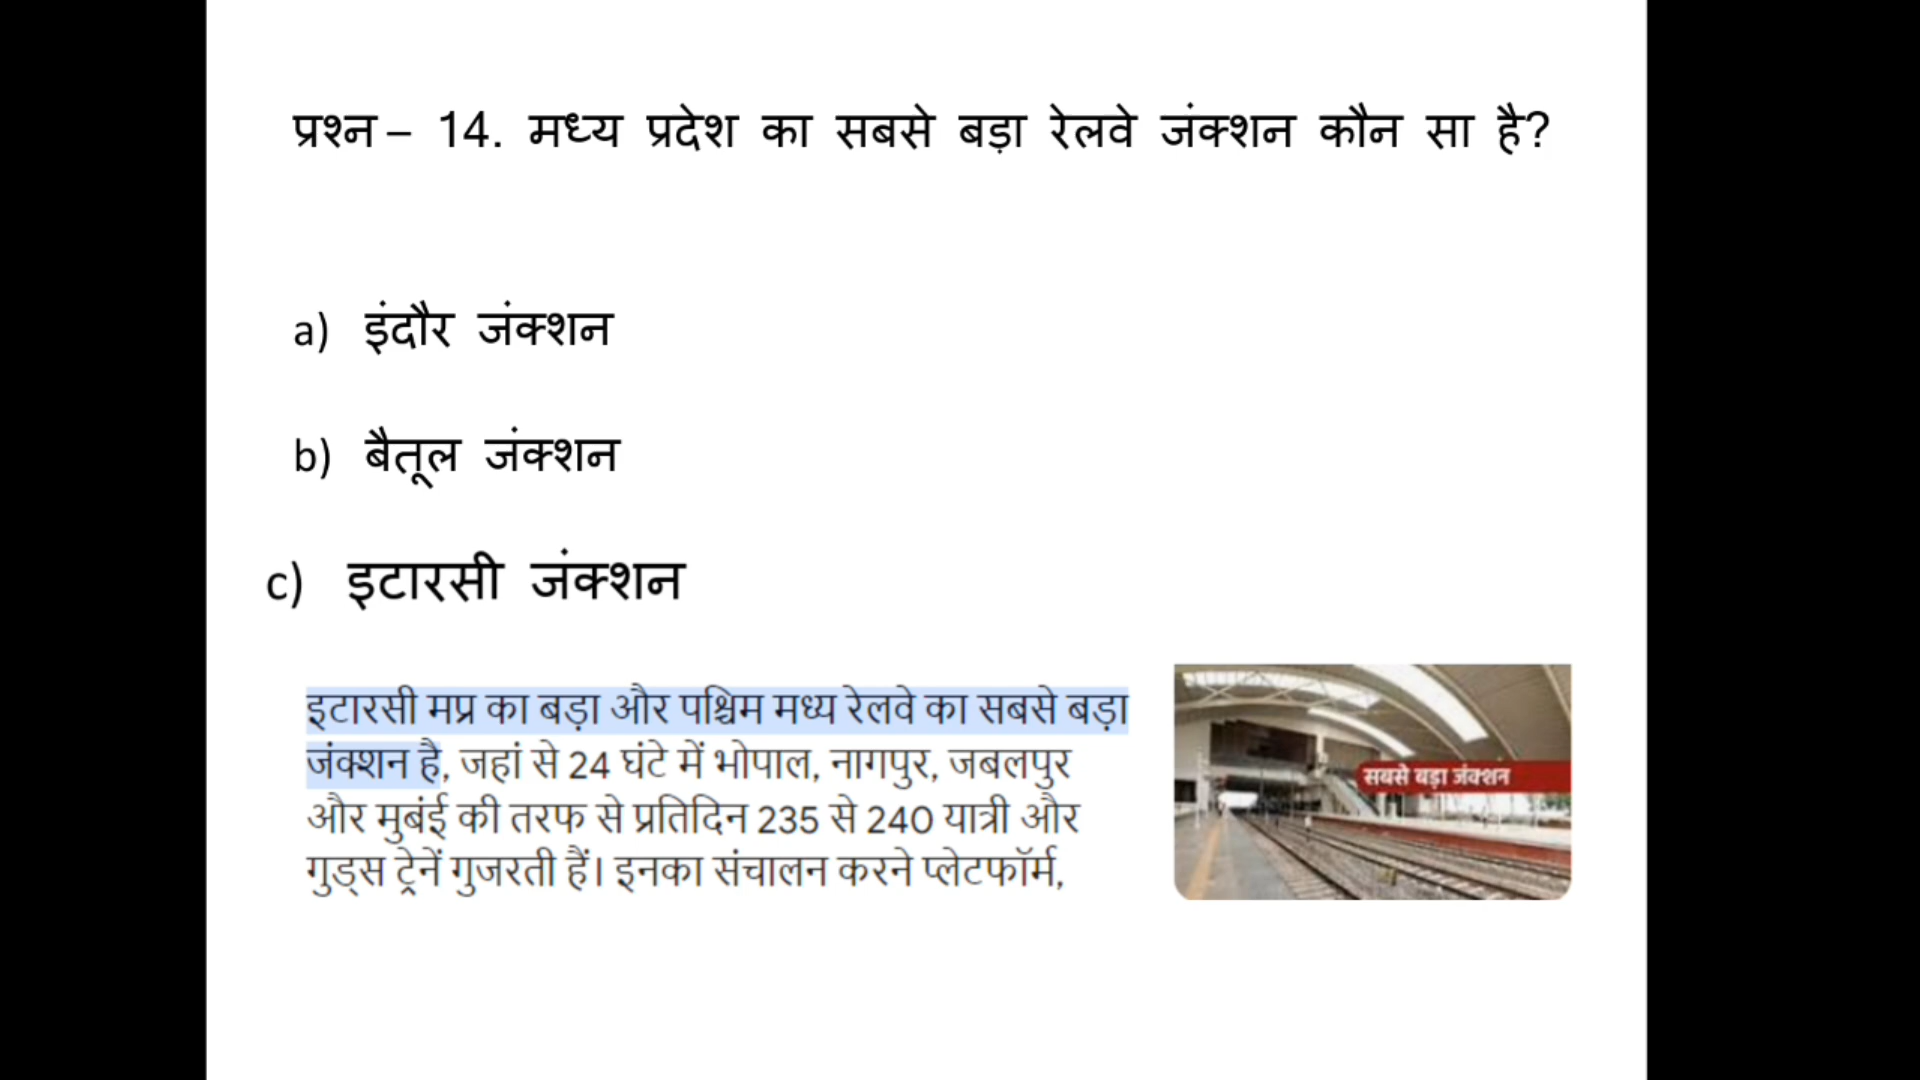 प्रश्न – 14. मध्य प्रदेश का सबसे बड़ा रेलवे जंक्शन कौन सा है?
a) इंदौर जंक्शन
b) बैतूल जंक्शन
c) इटारसी जंक्शन
इटारसी मप्र का बड़ा और पश्चिम मध्य रेलवे का सबसे बड़ा
जंक्शन है, जहां से 24 घंटे में भोपाल, नागपुर, जबलपुर
और मुबंई की तरफ से प्रतिदिन 235 से 240 यात्री और
गुड्स ट्रेनें गुजरती हैं। इनका संचालन करने प्लेटफॉर्म,
सबसे बड़ा जंक्शन